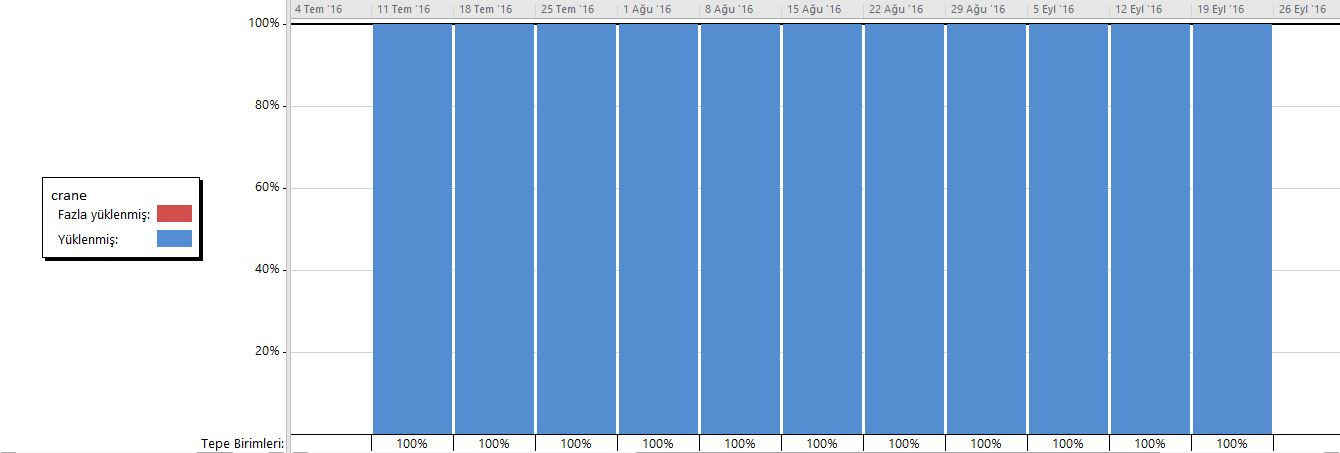 4 Tem '16 11 Tem '16 18 Tem '16 25 Tem '16 1 Ağu '16 8 Ağu '16 15 Ağu '16 22 Ağu '16 29 Ağu '16 5 Eyl '16 12 Eyl '16 19 Eyl '16 26 Eyl '16
100%
80%
60%
crane
Fazla yüklenmiş:
Yüklenmiş:
40%
20%
Tepe Birimleri: 100% 100% 100% 100% 100% 100% 100% 100% 100% 100% 100%